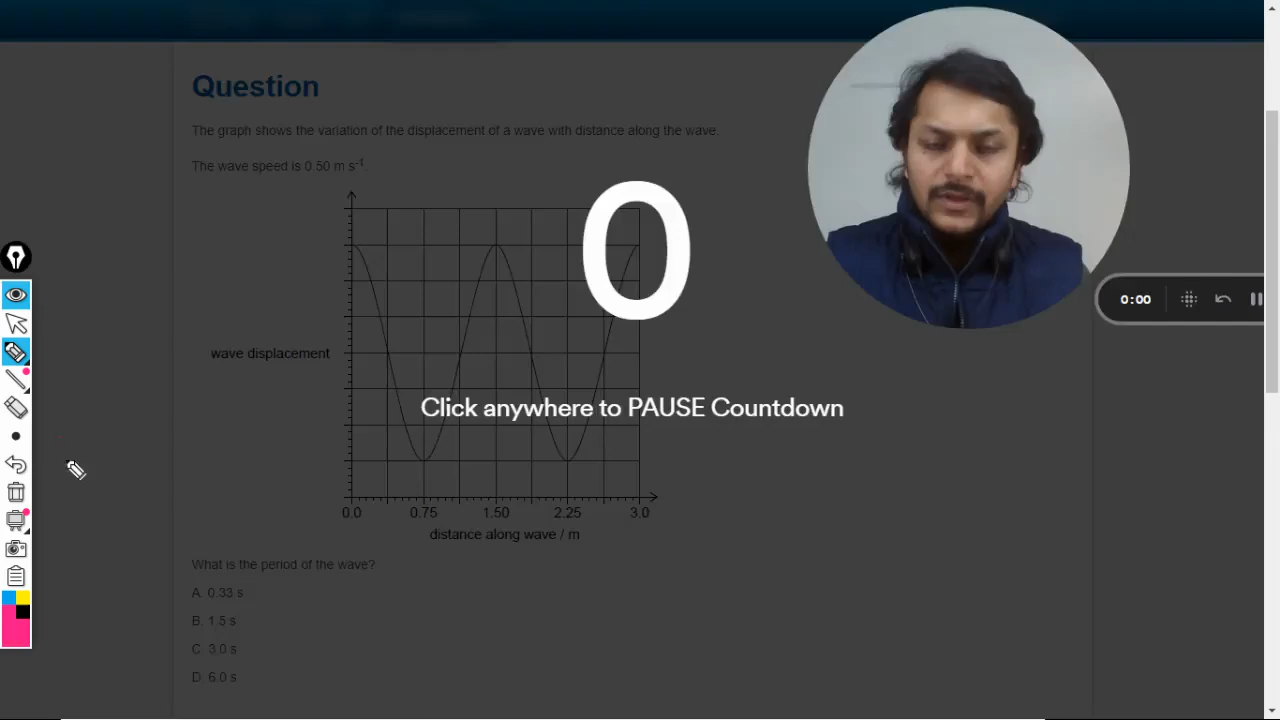 Question
The graph shows the variation of the displacement of a wave with distance along the wave.
The wave speed is 0.50 m s⁻¹.
0
0:00
wave displacement
Click anywhere to PAUSE Countdown
0.0 0.75 1.50 2.25 3.0
distance along wave / m
What is the period of the wave?
A. 0.33 s
B. 1.5 s
C. 3.0 s
D. 6.0 s